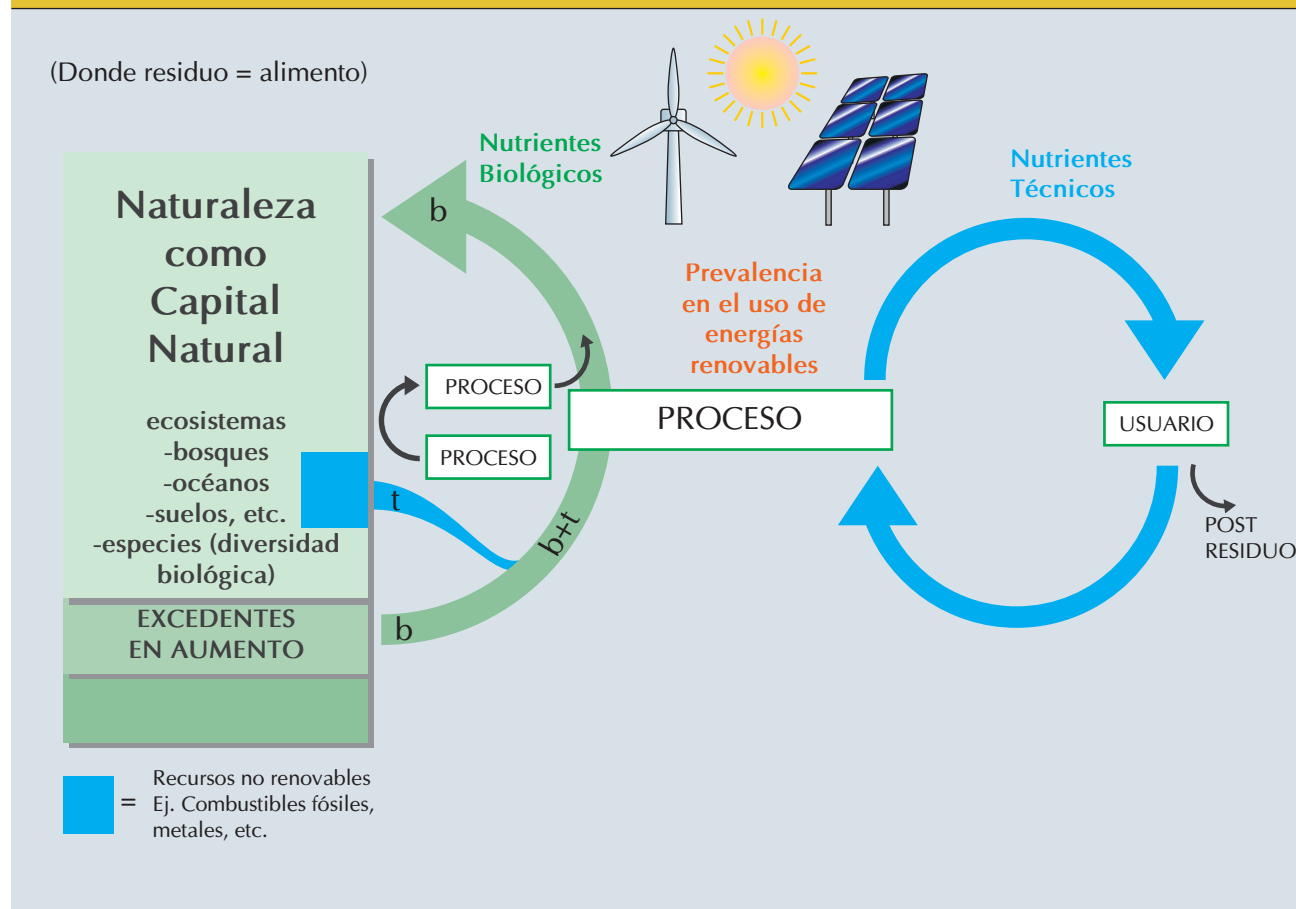 (Donde residuo = alimento)
Nutrientes
Biológicos
Nutrientes
Técnicos
Naturaleza
como
Capital
Natural
b
Prevalencia
en el uso de
energías
renovables
PROCESO
PROCESO
PROCESO
USUARIO
ecosistemas
-bosques
-océanos
-suelos, etc.
-especies (diversidad
biológica)
t
b+t
POST
RESIDUO
EXCEDENTES
EN AUMENTO
b
= Recursos no renovables
Ej. Combustibles fósiles,
metales, etc.